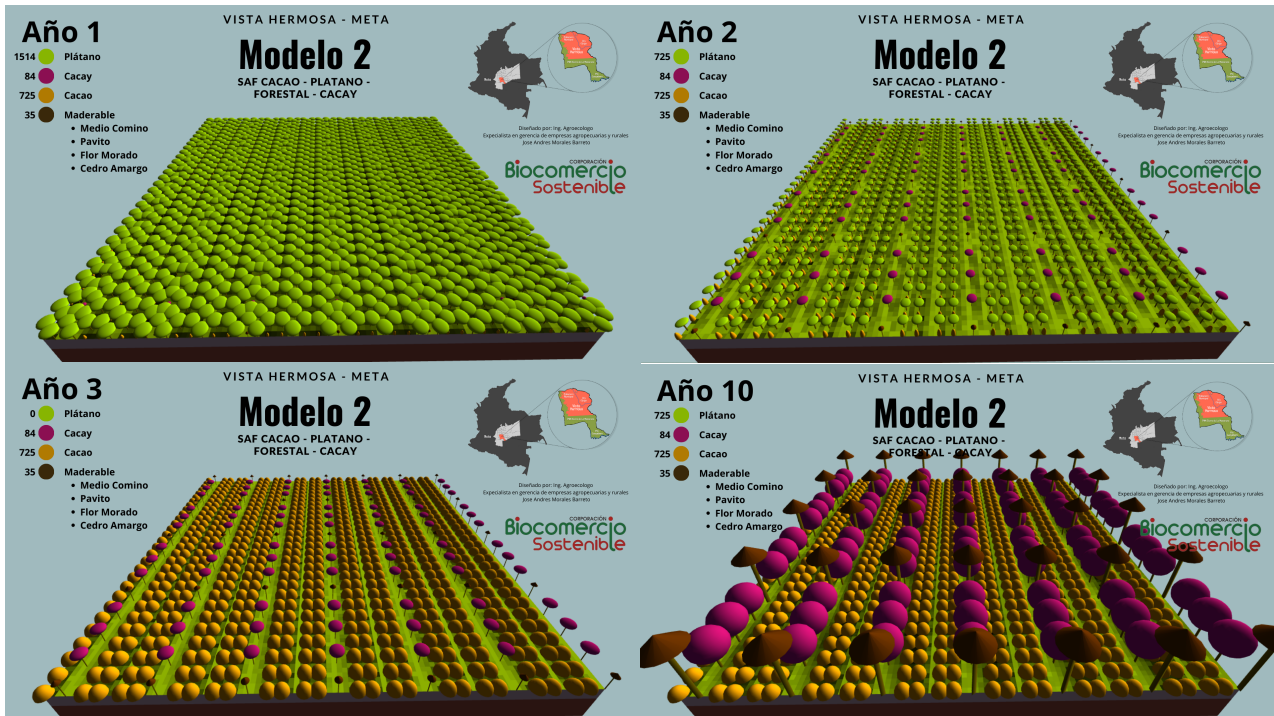 VISTA HERMOSA - META
Año 1
Modelo 2
SAF CACAO - PLATANO -
FORESTAL - CACAY
1514 Plátano
84 Cacay
725 Cacao
35 Maderable
• Medio Comino
• Pavito
• Flor Morado
• Cedro Amargo
Diseñado por: Ing. Agroecologo
Expecialista en gerencia de empresas agropecuarias y rurales
Jose Andres Morales Barreto
CORPORACIÓN
Biocomercio
Sostenible
VISTA HERMOSA - META
Año 2
Modelo 2
SAF CACAO - PLATANO -
FORESTAL - CACAY
725 Plátano
84 Cacay
725 Cacao
35 Maderable
• Medio Comino
• Pavito
• Flor Morado
• Cedro Amargo
Diseñado por: Ing. Agroecologo
Expecialista en gerencia de empresas agropecuarias y rurales
Jose Andres Morales Barreto
CORPORACIÓN
Biocomercio
Sostenible
VISTA HERMOSA - META
Año 3
Modelo 2
SAF CACAO - PLATANO -
FORESTAL - CACAY
0 Plátano
84 Cacay
725 Cacao
35 Maderable
• Medio Comino
• Pavito
• Flor Morado
• Cedro Amargo
Diseñado por: Ing. Agroecologo
Expecialista en gerencia de empresas agropecuarias y rurales
Jose Andres Morales Barreto
CORPORACIÓN
Biocomercio
Sostenible
VISTA HERMOSA - META
Año 10
Modelo 2
SAF CACAO - PLATANO -
FORESTAL - CACAY
725 Plátano
84 Cacay
725 Cacao
35 Maderable
• Medio Comino
• Pavito
• Flor Morado
• Cedro Amargo
Diseñado por: Ing. Agroecologo
Expecialista en gerencia de empresas agropecuarias y rurales
Jose Andres Morales Barreto
CORPORACIÓN
Biocomercio
Sostenible